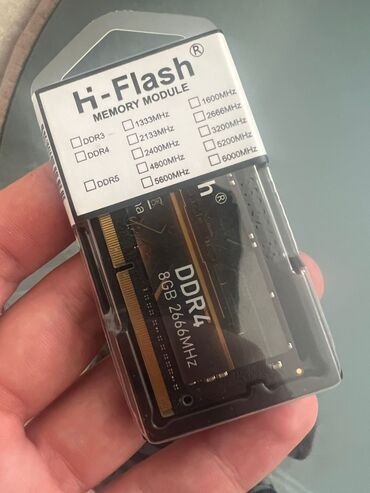 H-Flash®
MEMORY MODULE
DDR3 1333MHz 1600MHz
DDR4 2133MHz 2666MHz
2400MHz 3200MHz
DDR5 4800MHz 5200MHz
5600MHz 6000MHz
lash®
DDR4
8GB 2666MHz